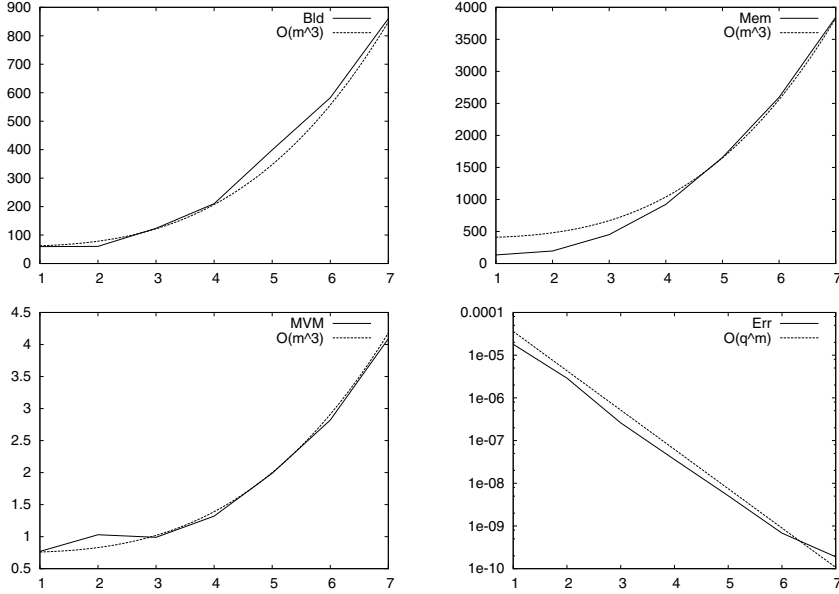 900
800
700
600
500
400
300
200
100
0
1 2 3 4 5 6 7
Bld
O(m^3)
4000
3500
3000
2500
2000
1500
1000
500
0
1 2 3 4 5 6 7
Mem
O(m^3)
4.5
4
3.5
3
2.5
2
1.5
1
0.5
1 2 3 4 5 6 7
MVM
O(m^3)
0.0001
1e-05
1e-06
1e-07
1e-08
1e-09
1e-10
1 2 3 4 5 6 7
Err
O(q^m)